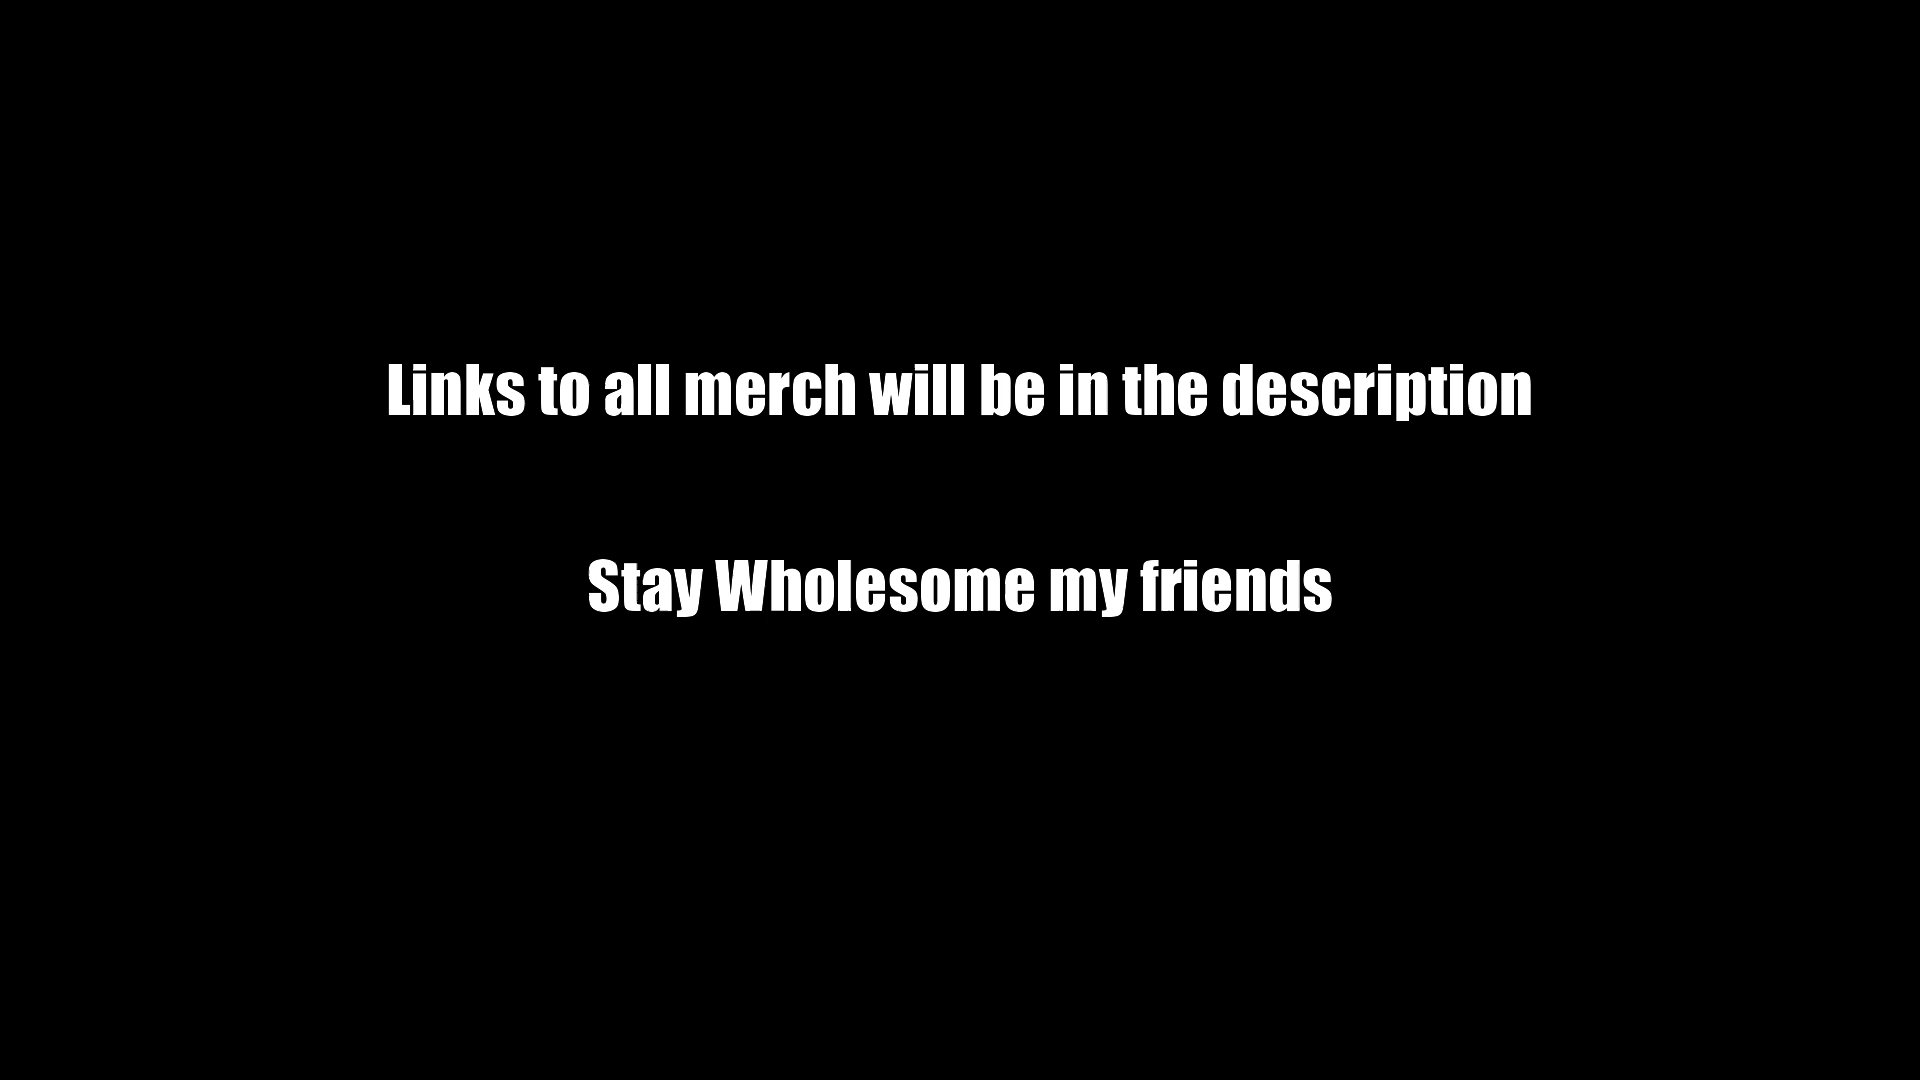 Links to all merch will be in the description
Stay Wholesome my friends